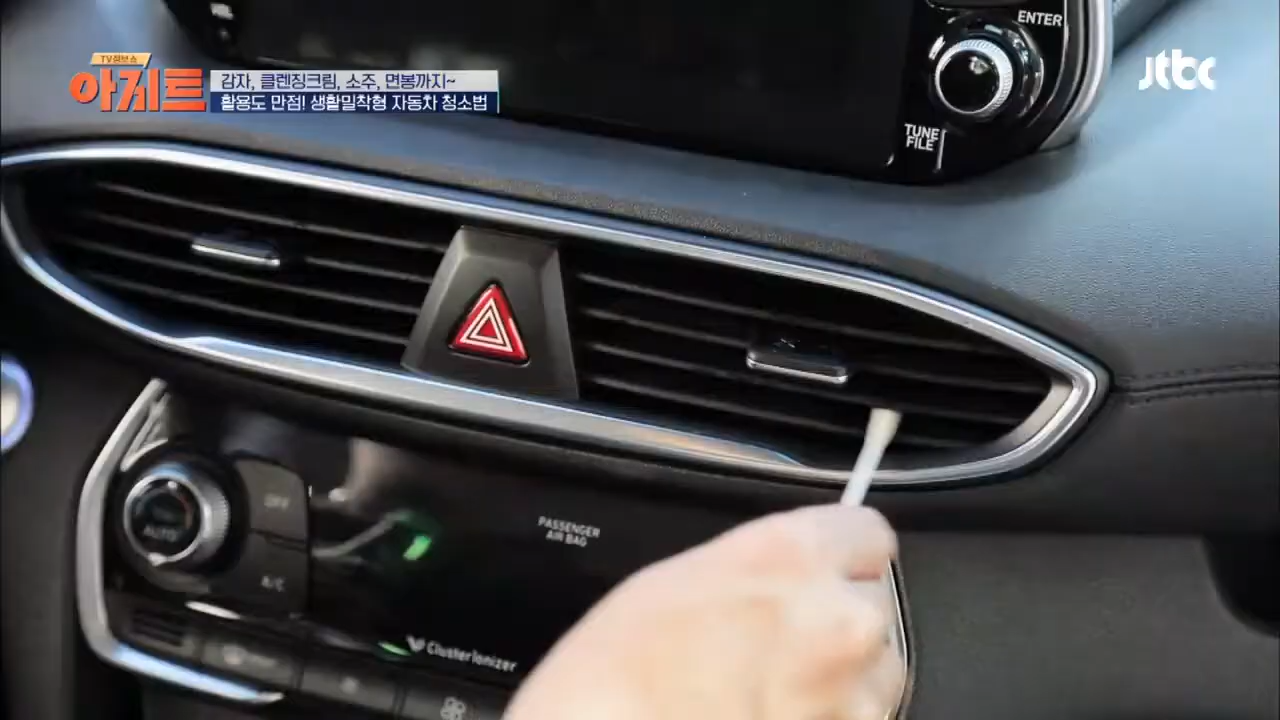 TV정보쇼
아지트
감자, 클렌징크림, 소주, 면봉까지~
활용도 만점! 생활밀착형 자동차 청소법
jtbc
ENTER
TUNE
FILE
PASSENGER
AIR BAG
OFF
AUTO
A/C
ClusterIonizer